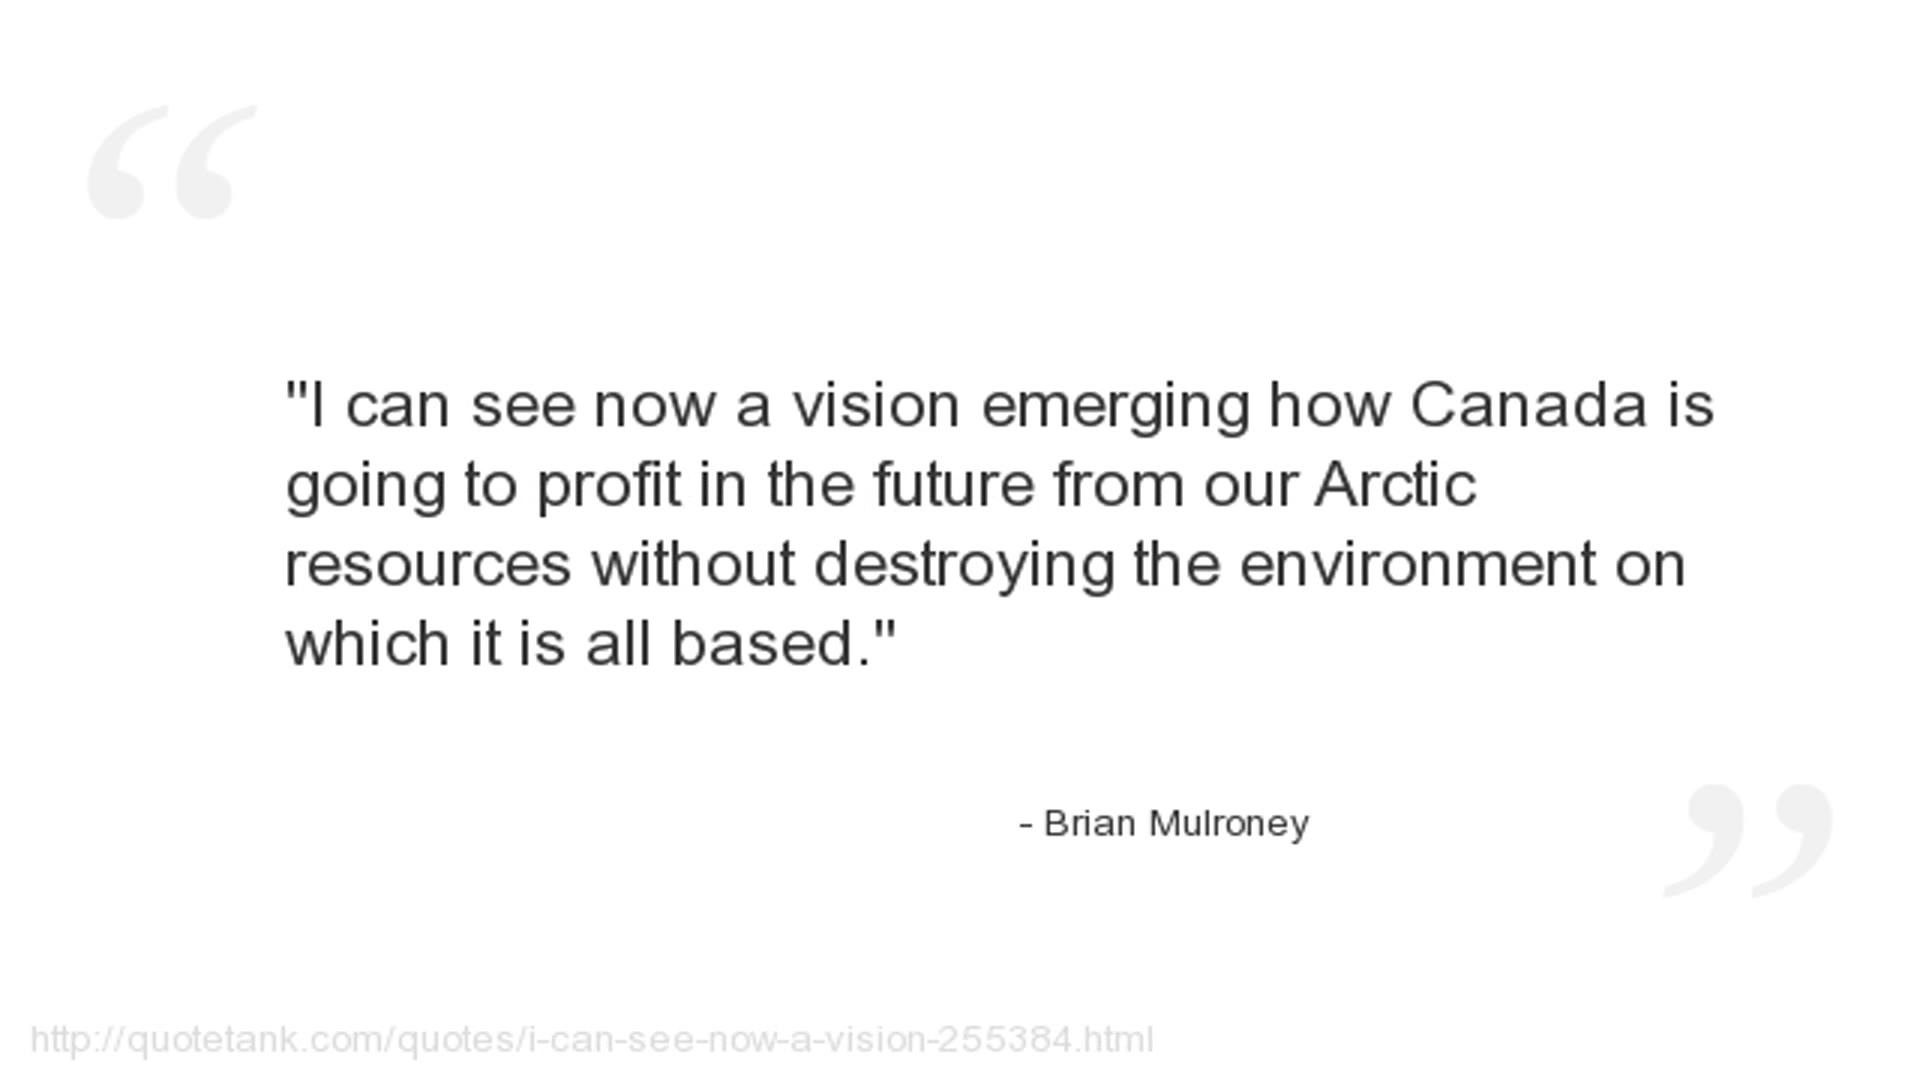 "I can see now a vision emerging how Canada is
going to profit in the future from our Arctic
resources without destroying the environment on
which it is all based."
- Brian Mulroney
http://quotetank.com/quotes/i-can-see-now-a-vision-255384.html